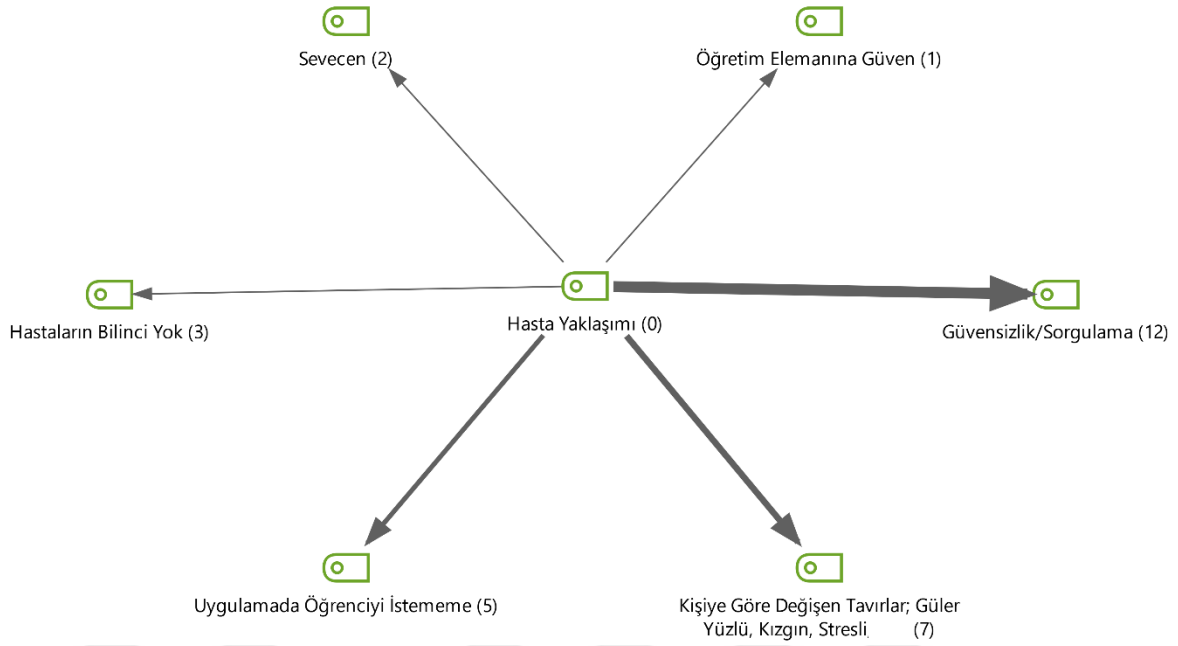 Sevecen (2)
Öğretim Elemanına Güven (1)
Hastaların Bilinci Yok (3)
Hasta Yaklaşımı (0)
Güvensizlik/Sorgulama (12)
Uygulamada Öğrenciyi İstememe (5)
Kişiye Göre Değişen Tavırlar; Güler
Yüzlü, Kızgın, Stresli, (7)